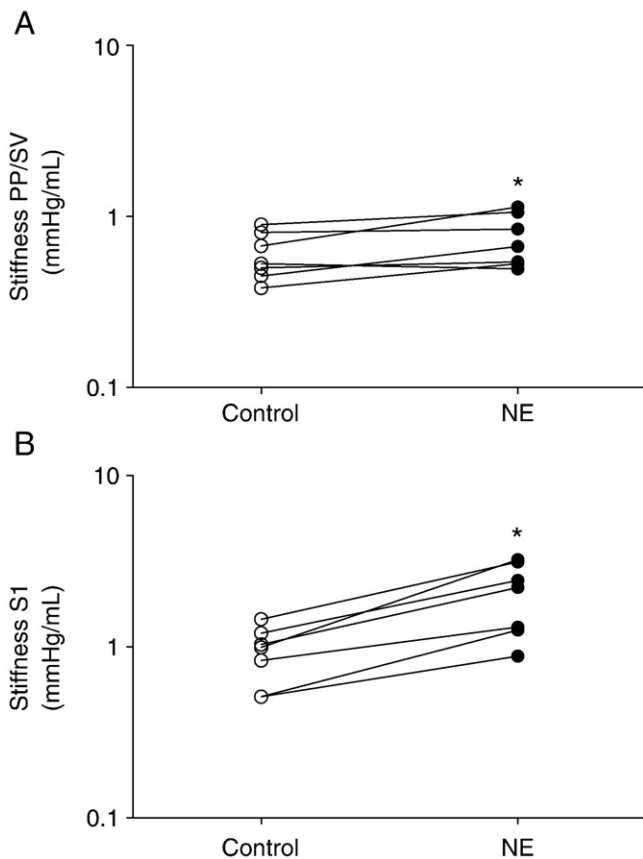 A
10
Stiffness PP/SV
(mmHg/mL)
*
1
0.1
Control NE
B
10
Stiffness S1
(mmHg/mL)
*
1
0.1
Control NE